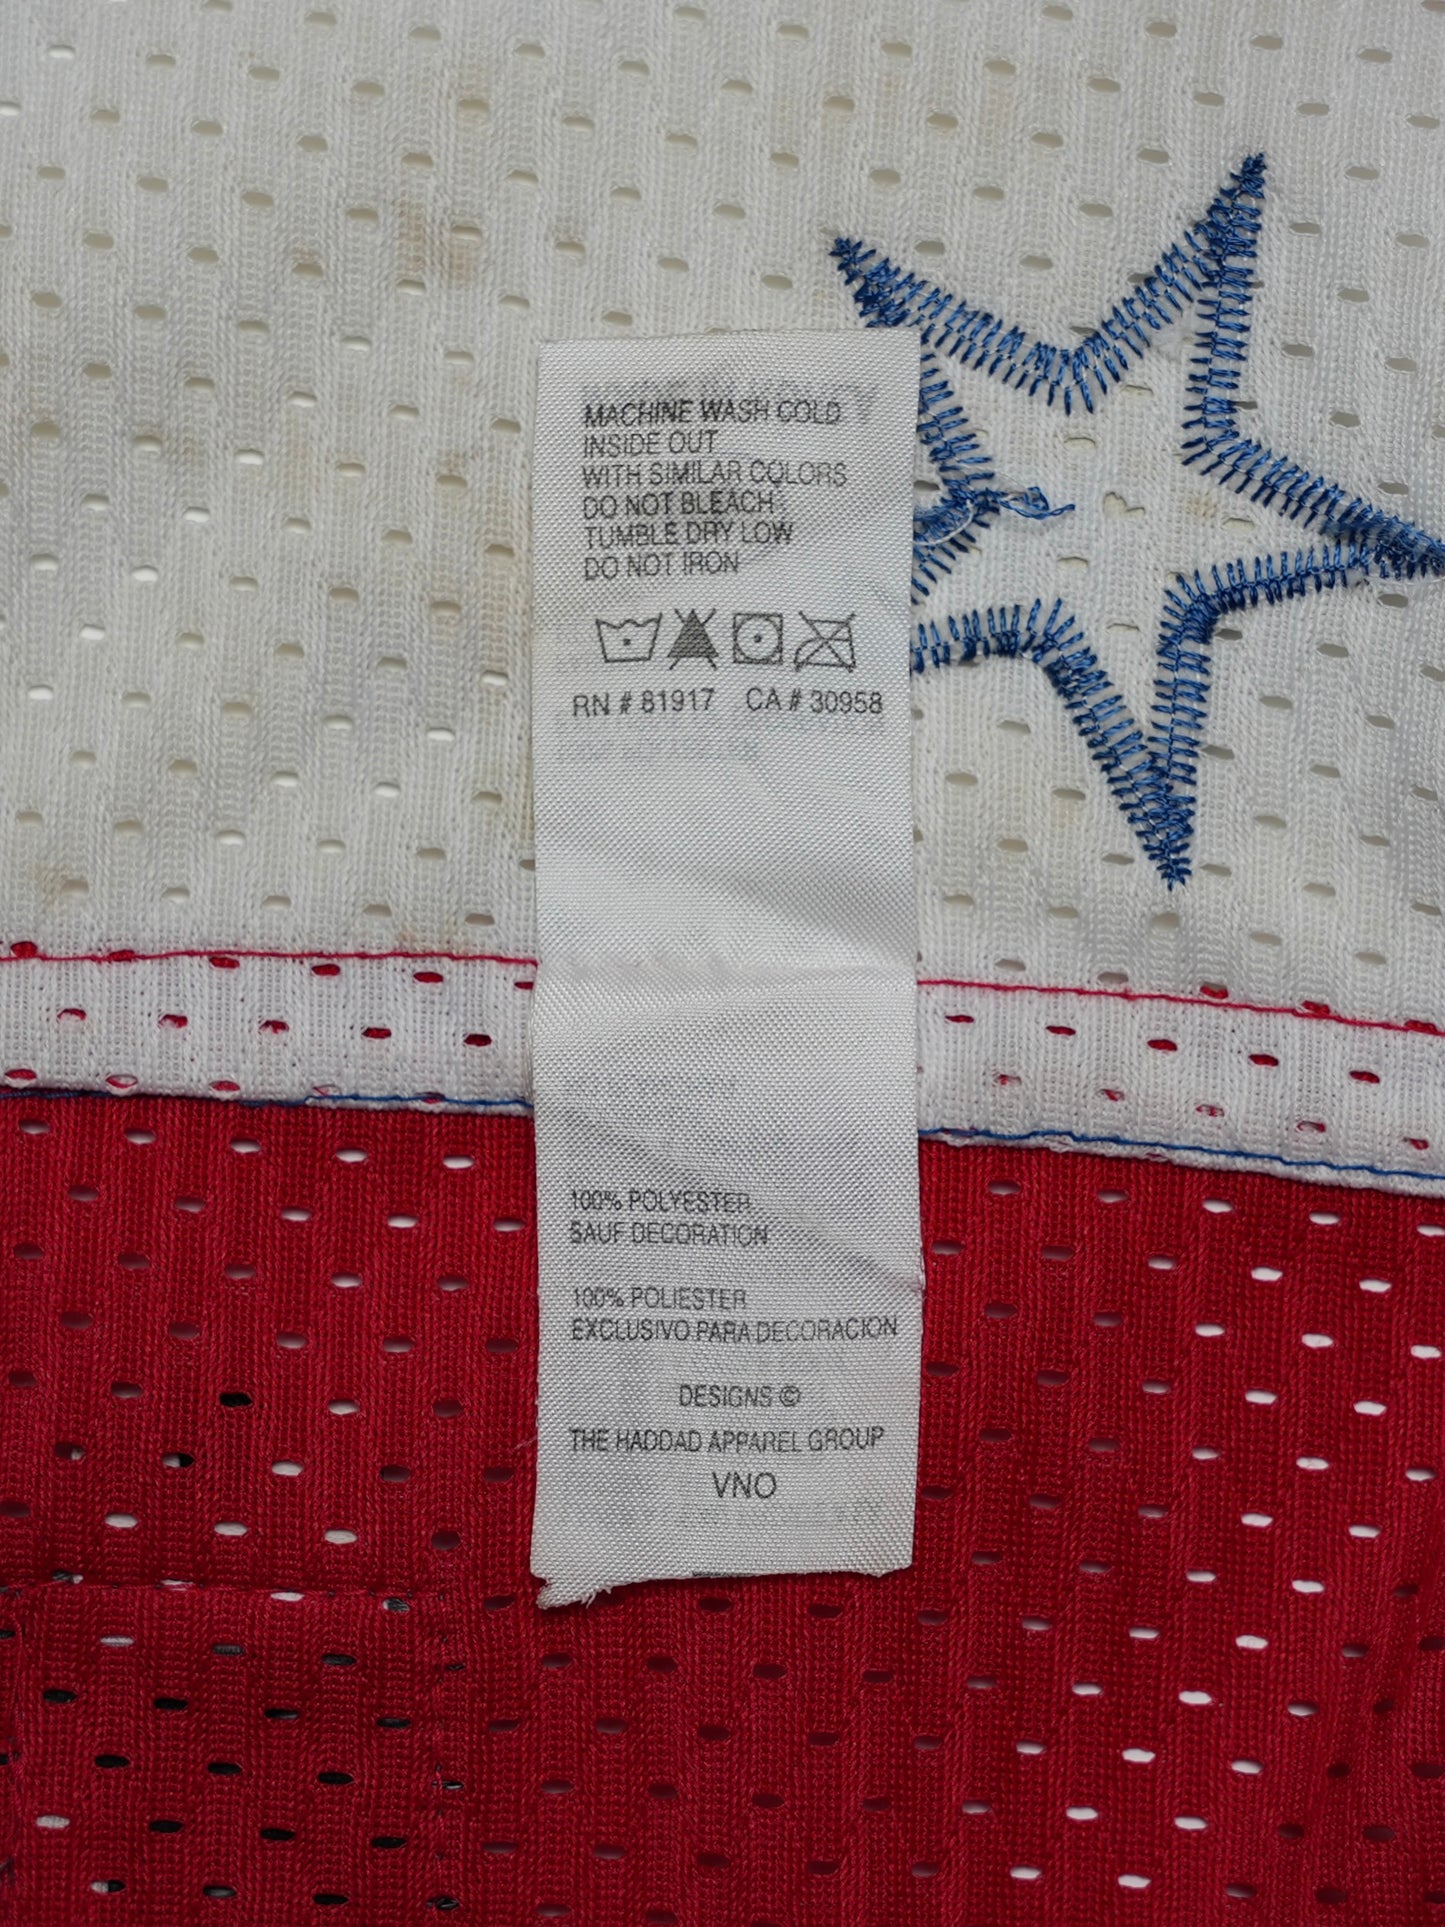 MACHINE WASH COLD
INSIDE OUT
WITH SIMILAR COLORS
DO NOT BLEACH
TUMBLE DRY LOW
DO NOT IRON
RN # 81917 CA # 30958
100% POLYESTER
SAUF DECORATION
100% POLIESTER
EXCLUSIVO PARA DECORACION
DESIGNS ©
THE HADDAD APPAREL GROUP
VNO